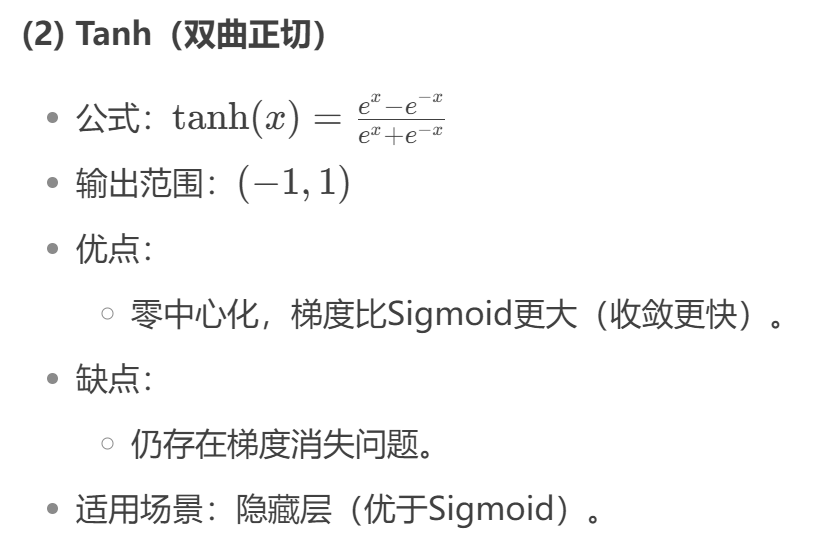 (2) Tanh（双曲正切）
公式：tanh(x) = \frac{e^x - e^{-x}}{e^x + e^{-x}}
输出范围：(−1, 1)
优点：
零中心化，梯度比Sigmoid更大（收敛更快）。
缺点：
仍存在梯度消失问题。
适用场景：隐藏层（优于Sigmoid）。